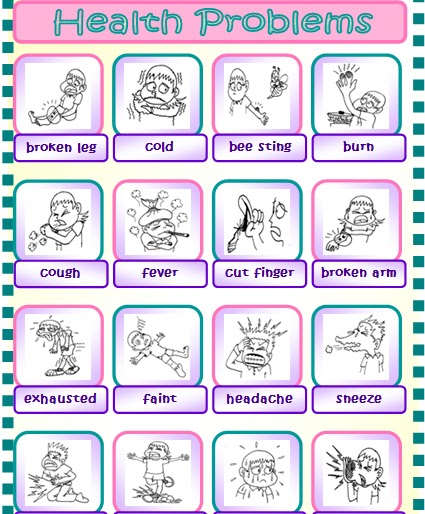 Health Problems
broken leg cold bee sting burn
cough fever cut finger broken arm
exhausted faint headache sneeze